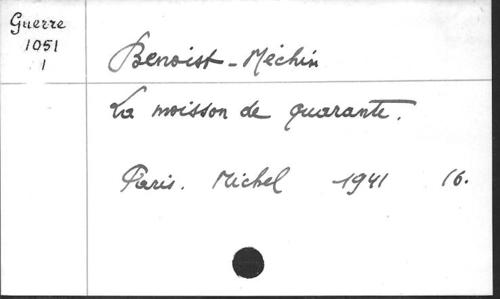 Guerre
1051
1
Benoist-Méchin
La moisson de quarante.
Paris. Michel 1941 16.